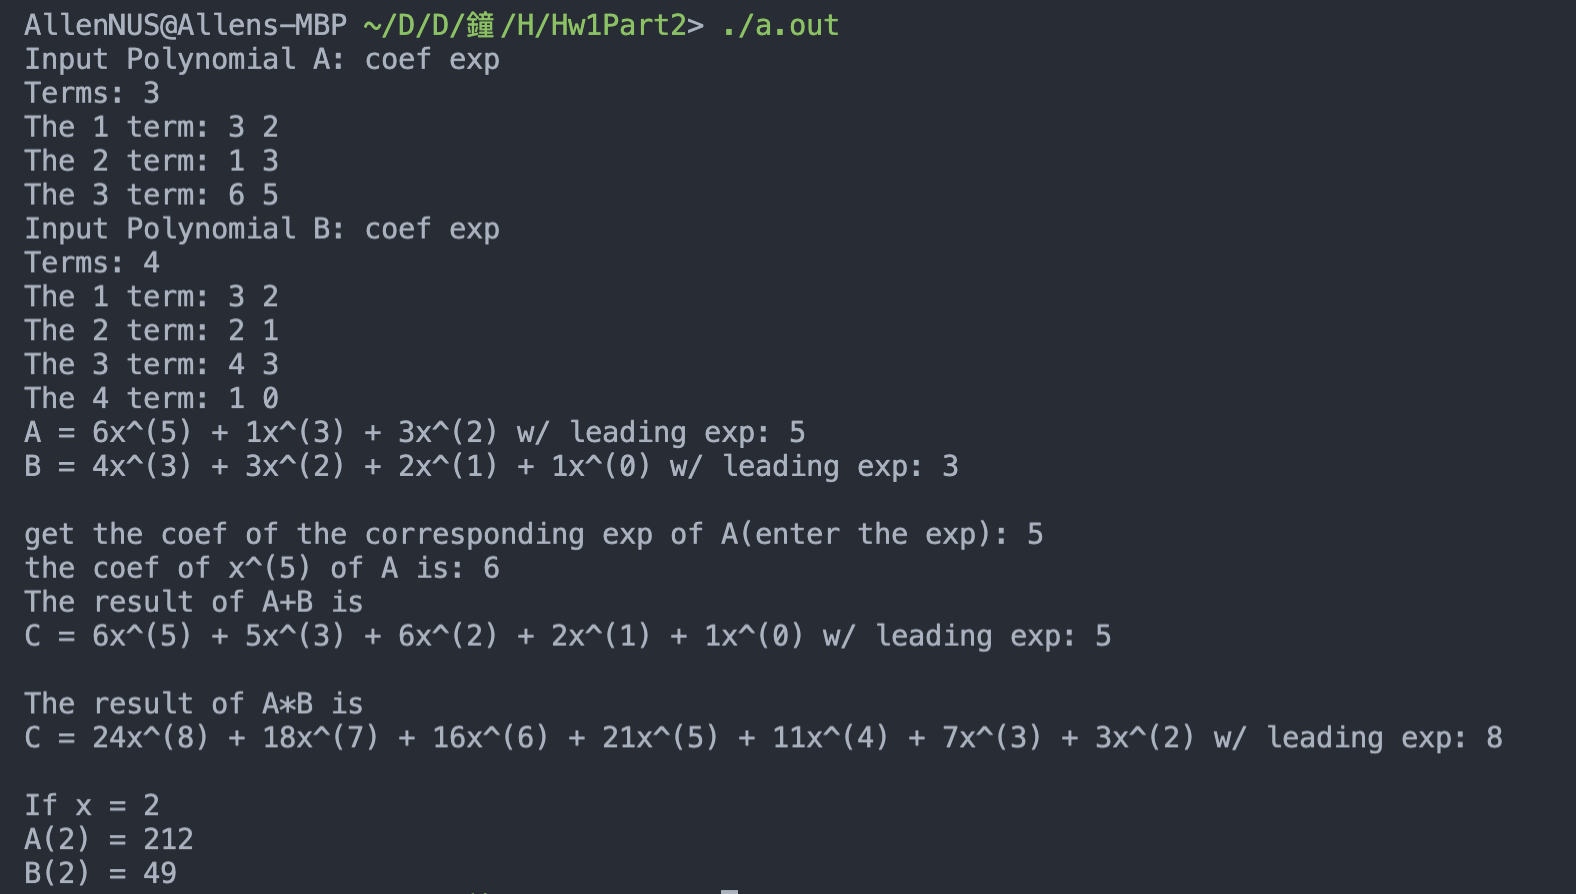 AllenNUS@Allens-MBP ~/D/D/鐘/H/Hw1Part2> ./a.out
Input Polynomial A: coef exp
Terms: 3
The 1 term: 3 2
The 2 term: 1 3
The 3 term: 6 5
Input Polynomial B: coef exp
Terms: 4
The 1 term: 3 2
The 2 term: 2 1
The 3 term: 4 3
The 4 term: 1 0
A = 6x^(5) + 1x^(3) + 3x^(2) w/ leading exp: 5
B = 4x^(3) + 3x^(2) + 2x^(1) + 1x^(0) w/ leading exp: 3
get the coef of the corresponding exp of A(enter the exp): 5
the coef of x^(5) of A is: 6
The result of A+B is
C = 6x^(5) + 5x^(3) + 6x^(2) + 2x^(1) + 1x^(0) w/ leading exp: 5
The result of A*B is
C = 24x^(8) + 18x^(7) + 16x^(6) + 21x^(5) + 11x^(4) + 7x^(3) + 3x^(2) w/ leading exp: 8
If x = 2
A(2) = 212
B(2) = 49